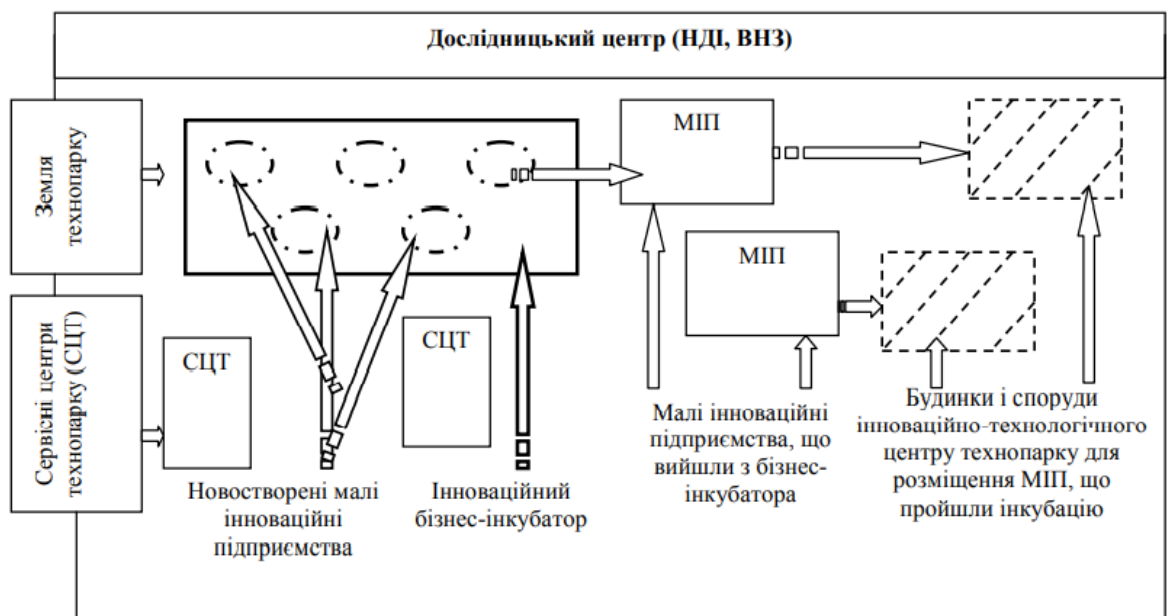 Дослідницький центр (НДІ, ВНЗ)
Земля
технопарку
МІП
МІП
Сервісні центри
технопарку (СЦТ)
СЦТ
СЦТ
Новостворені малі
інноваційні
підприємства
Інноваційний
бізнес-інкубатор
Малі інноваційні
підприємства, що
вийшли з бізнес-
інкубатора
Будинки і споруди
інноваційно-технологічного
центру технопарку для
розміщення МІП, що
пройшли інкубацію